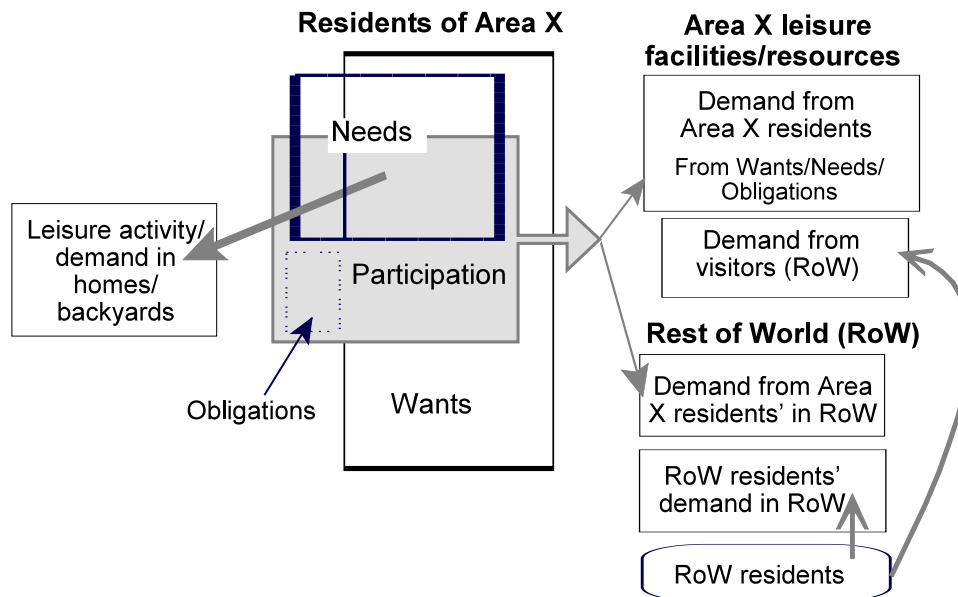 Residents of Area X
Needs
Participation
Obligations
Wants
Leisure activity/
demand in
homes/
backyards
Area X leisure
facilities/resources
Demand from
Area X residents
From Wants/Needs/
Obligations
Demand from
visitors (RoW)
Rest of World (RoW)
Demand from Area
X residents’ in RoW
RoW residents’
demand in RoW
RoW residents